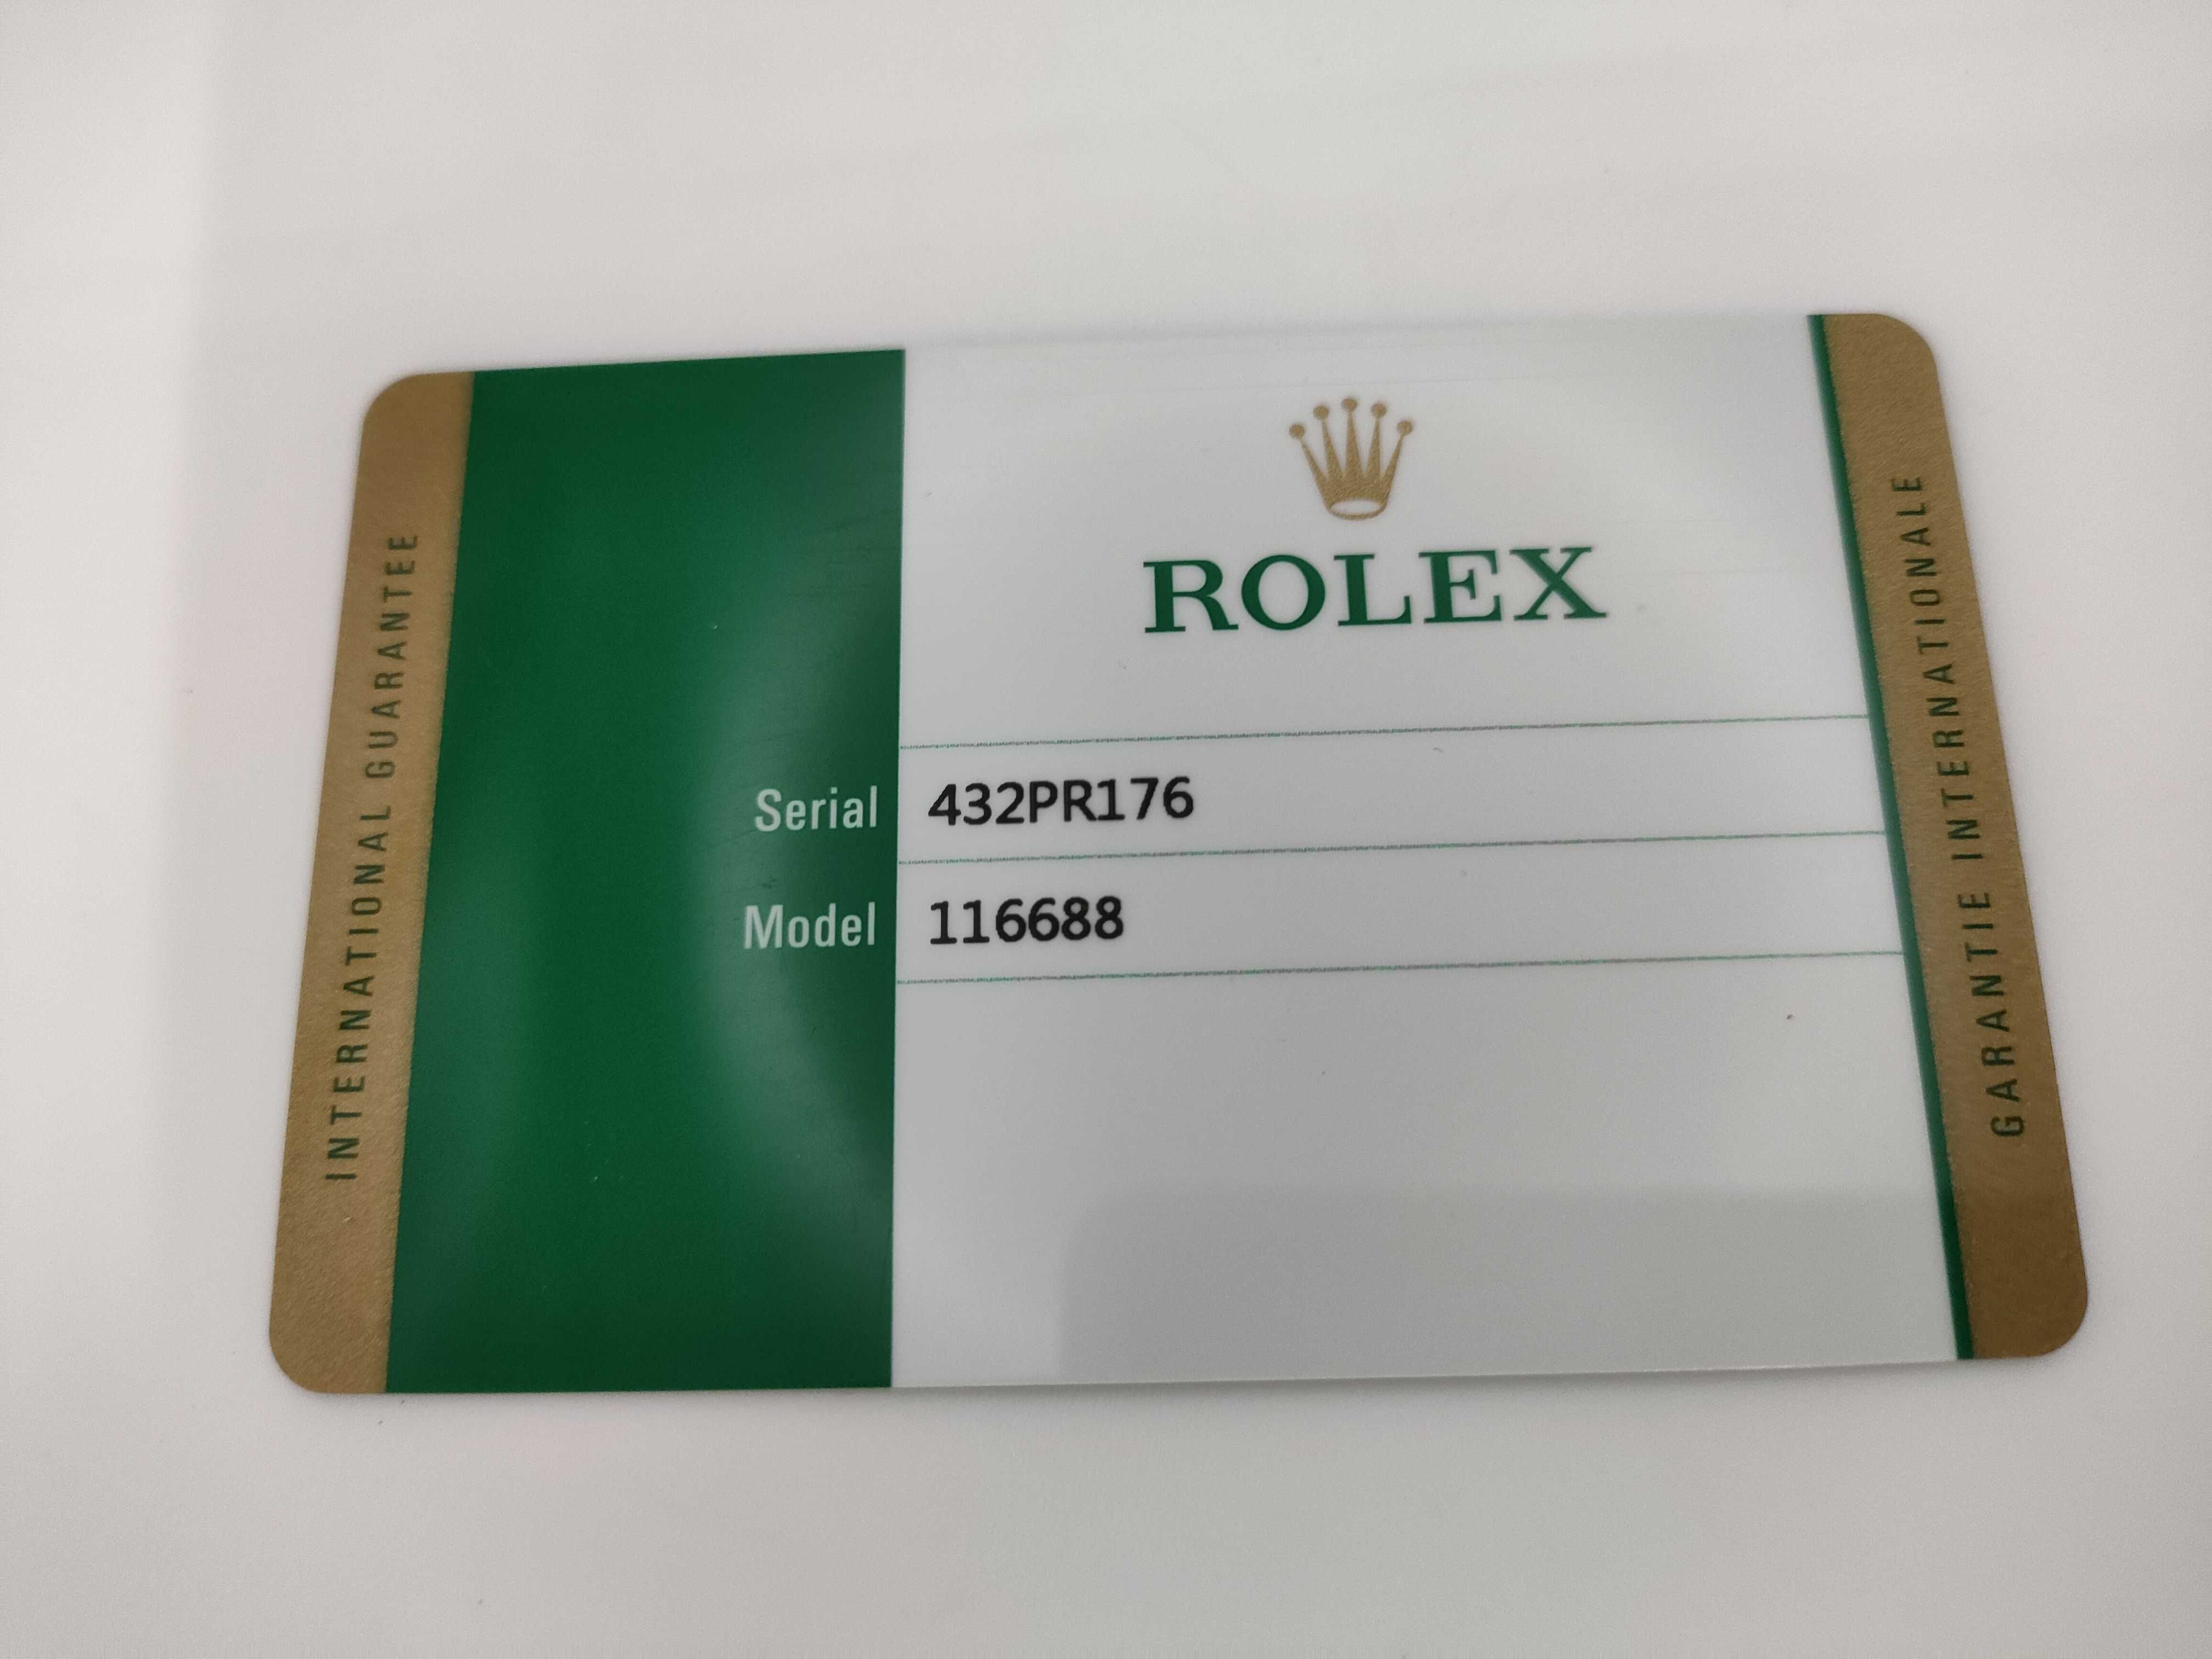 INTERNATIONAL GUARANTEE
ROLEX
Serial 432PR176
Model 116688
GARANTIE INTERNATIONALE